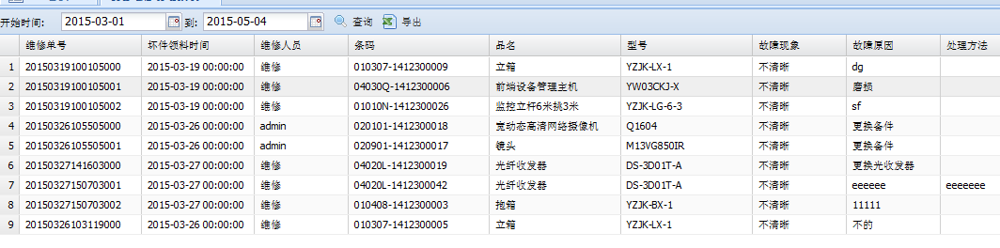 开始时间: 2015-03-01 到: 2015-05-04 查询 导出
维修单号 坏件领料时间 维修人员 条码 品名 型号 故障现象 故障原因 处理方法
1 20150319100105000 2015-03-19 00:00:00 维修 010307-1412300009 立箱 YZJK-LX-1 不清晰 dg
2 20150319100105001 2015-03-19 00:00:00 维修 04030Q-1412300006 前端设备管理主机 YW03CKJ-X 不清晰 磨损
3 20150319100105002 2015-03-19 00:00:00 维修 01010N-1412300026 监控立杆6米挑3米 YZJK-LG-6-3 不清晰 sf
4 20150326105505000 2015-03-26 00:00:00 admin 020101-1412300018 宽动态高清网络摄像机 Q1604 不清晰 更换备件
5 20150326105505001 2015-03-26 00:00:00 admin 020901-1412300017 镜头 M13VG850IR 不清晰 更换备件
6 20150327141603000 2015-03-27 00:00:00 维修 04020L-1412300019 光纤收发器 DS-3D01T-A 不清晰 更换光收发器
7 20150327150703001 2015-03-27 00:00:00 维修 04020L-1412300042 光纤收发器 DS-3D01T-A 不清晰 eeeeee eeeeeee
8 20150327150703002 2015-03-27 00:00:00 维修 010408-1412300003 抱箱 YZJK-BX-1 不清晰 11111
9 20150326103119000 2015-03-26 00:00:00 维修 010307-1412300005 立箱 YZJK-LX-1 不清晰 不的